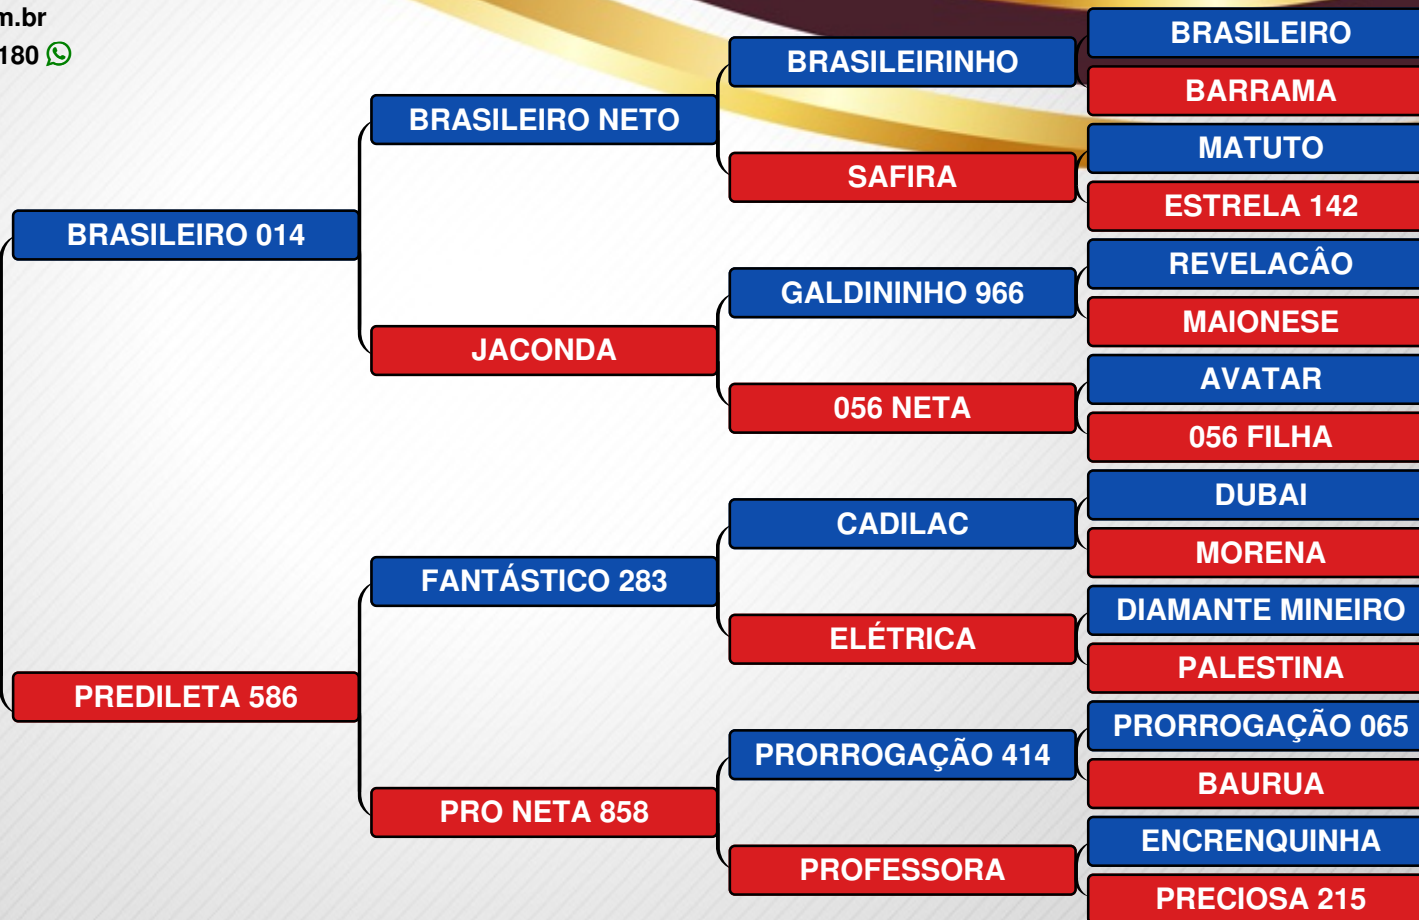 m.br
180
BRASILEIRO 014
PREDILETA 586
BRASILEIRO NETO
JACONDA
FANTÁSTICO 283
PRO NETA 858
BRASILEIRINHO
SAFIRA
GALDININHO 966
056 NETA
CADILAC
ELÉTRICA
PRORROGAÇÃO 414
PROFESSORA
BRASILEIRO
BARRAMA
MATUTO
ESTRELA 142
REVELACÂO
MAIONESE
AVATAR
056 FILHA
DUBAI
MORENA
DIAMANTE MINEIRO
PALESTINA
PRORROGAÇÃO 065
BAURUA
ENCRENQUINHA
PRECIOSA 215